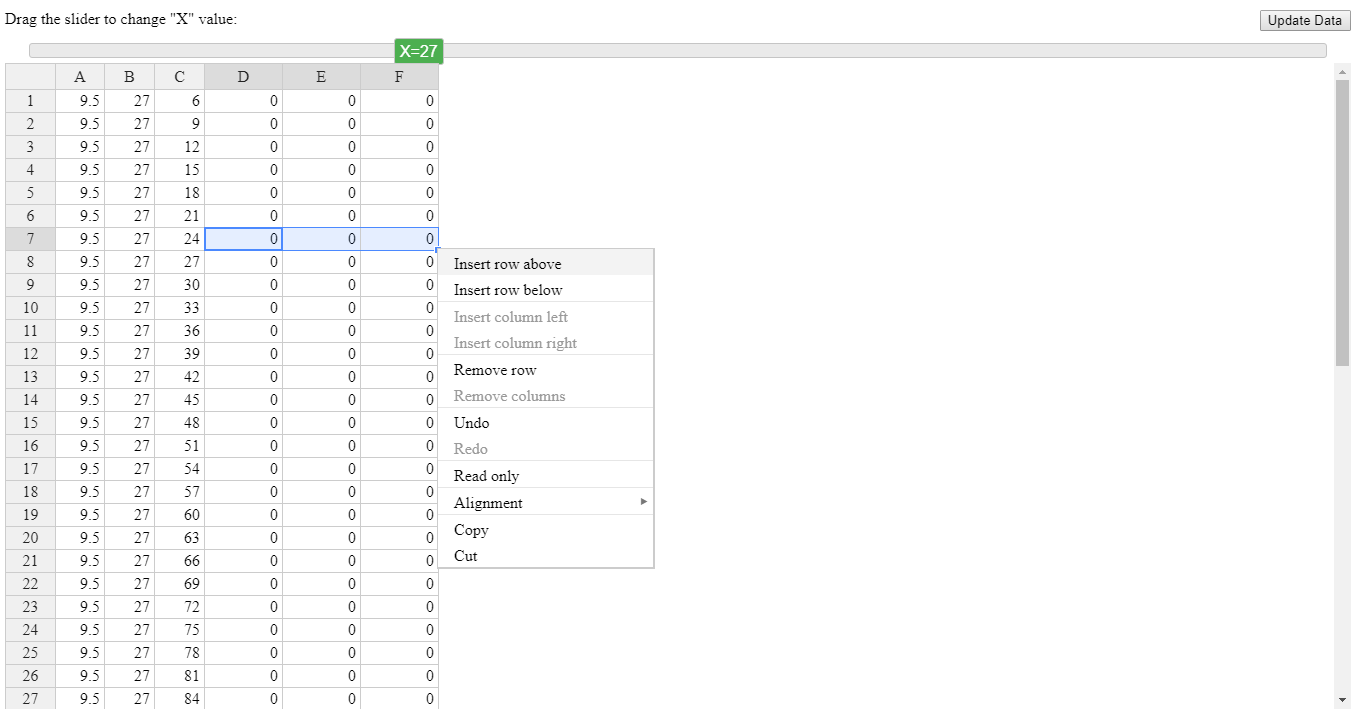 Drag the slider to change "X" value:
Update Data
X=27
A B C D E F
1 9.5 27 6 0 0 0
2 9.5 27 9 0 0 0
3 9.5 27 12 0 0 0
4 9.5 27 15 0 0 0
5 9.5 27 18 0 0 0
6 9.5 27 21 0 0 0
7 9.5 27 24 0 0 0
8 9.5 27 27 0 0 0
9 9.5 27 30 0 0 0
10 9.5 27 33 0 0 0
11 9.5 27 36 0 0 0
12 9.5 27 39 0 0 0
13 9.5 27 42 0 0 0
14 9.5 27 45 0 0 0
15 9.5 27 48 0 0 0
16 9.5 27 51 0 0 0
17 9.5 27 54 0 0 0
18 9.5 27 57 0 0 0
19 9.5 27 60 0 0 0
20 9.5 27 63 0 0 0
21 9.5 27 66 0 0 0
22 9.5 27 69 0 0 0
23 9.5 27 72 0 0 0
24 9.5 27 75 0 0 0
25 9.5 27 78 0 0 0
26 9.5 27 81 0 0 0
27 9.5 27 84 0 0 0
Insert row above
Insert row below
Insert column left
Insert column right
Remove row
Remove columns
Undo
Redo
Read only
Alignment
Copy
Cut